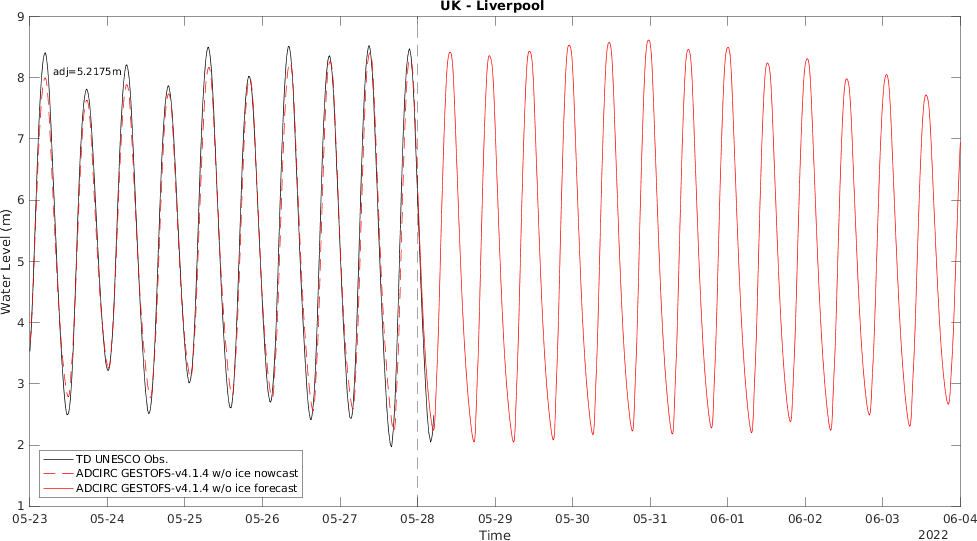 UK - Liverpool
9
8
7
6
5
4
3
2
1
Water Level (m)
adj=5.2175m
TD UNESCO Obs.
ADCIRC GESTOFS-v4.1.4 w/o ice nowcast
ADCIRC GESTOFS-v4.1.4 w/o ice forecast
05-23 05-24 05-25 05-26 05-27 05-28 05-29 05-30 05-31 06-01 06-02 06-03 06-04
Time
2022